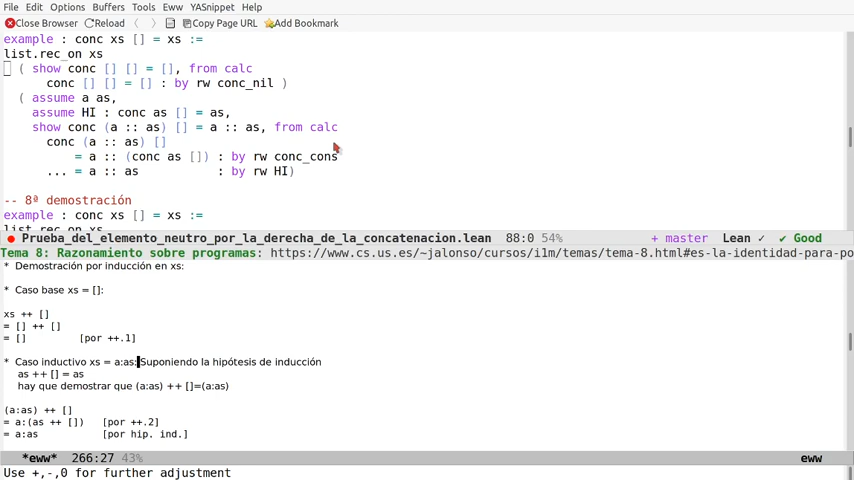 File Edit Options Buffers Tools Eww YASnippet Help
Close Browser Reload Copy Page URL Add Bookmark
example : conc xs [] = xs :=
list.rec_on xs
( show conc [] [] = [], from calc
conc [] [] = [] : by rw conc_nil )
( assume a as,
assume HI : conc as [] = as,
show conc (a :: as) [] = a :: as, from calc
conc (a :: as) []
= a :: (conc as []) : by rw conc_cons
... = a :: as : by rw HI)
-- 8ª demostración
example : conc xs [] = xs :=
list.rec_on xs
Prueba_del_elemento_neutro_por_la_derecha_de_la_concatenacion.lean 88:0 54% + master Lean ✓ ✔ Good
Tema 8: Razonamiento sobre programas: https://www.cs.us.es/~jalonso/cursos/i1m/temas/tema-8.html#es-la-identidad-para-po
* Demostración por inducción en xs:
* Caso base xs = []:
xs ++ []
= [] ++ []
= [] [por ++.1]
* Caso inductivo xs = a:as: Suponiendo la hipótesis de inducción
as ++ [] = as
hay que demostrar que (a:as) ++ []=(a:as)
(a:as) ++ []
= a:(as ++ []) [por ++.2]
= a:as [por hip. ind.]
*eww* 266:27 43% eww
Use +,-,0 for further adjustment